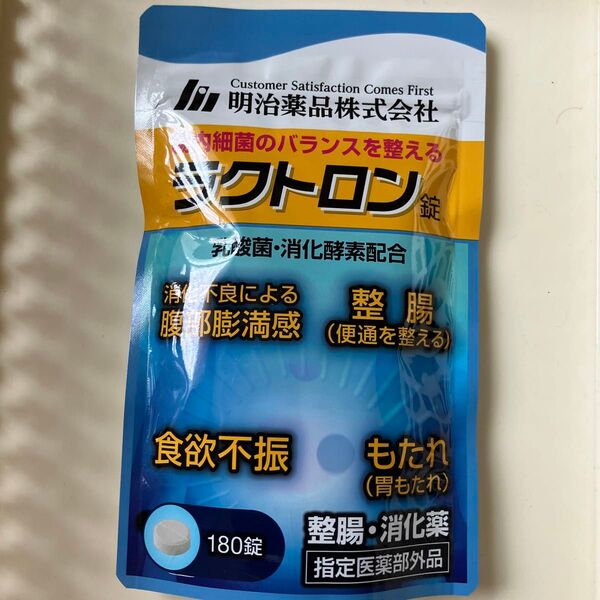 Customer Satisfaction Comes First
明治薬品株式会社
内細菌のバランスを整える
ラクトロン錠
乳酸菌・消化酵素配合
消化不良による
腹部膨満感
整腸
(便通を整える)
食欲不振
もたれ
(胃もたれ)
180錠
整腸・消化薬
指定医薬部外品